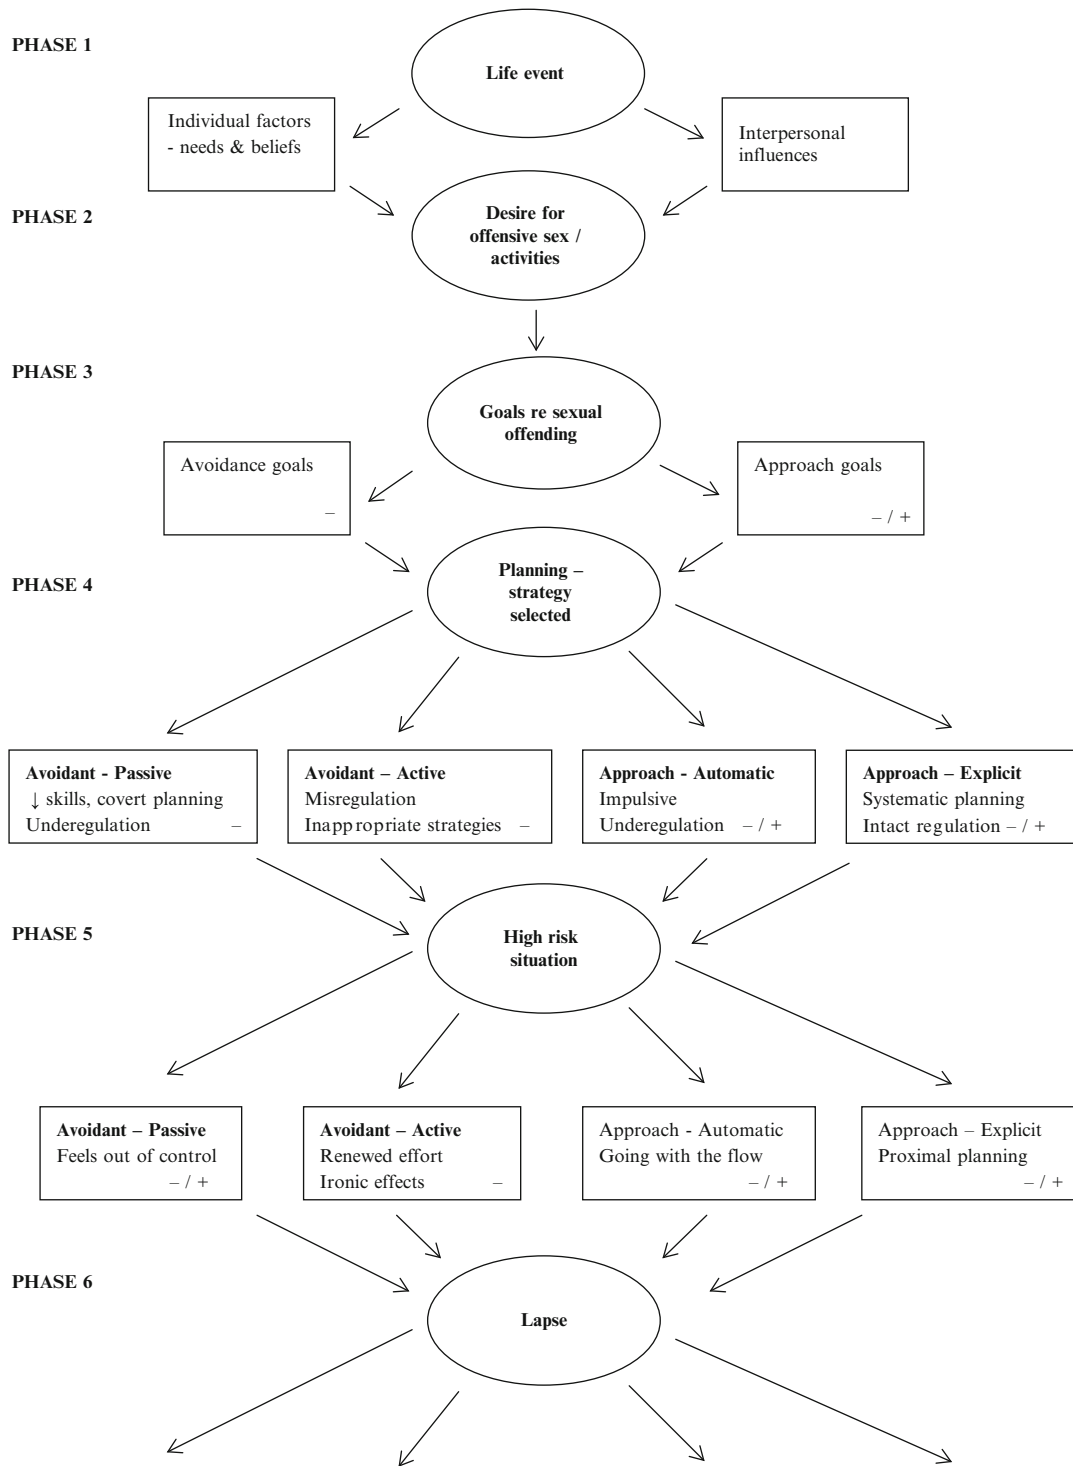 PHASE 1
Life event
Individual factors
- needs & beliefs
Interpersonal
influences
PHASE 2
Desire for
offensive sex /
activities
PHASE 3
Goals re sexual
offending
Avoidance goals
–
Approach goals
– / +
PHASE 4
Planning –
strategy
selected
Avoidant - Passive
↓ skills, covert planning
Underegulation –
Avoidant – Active
Misregulation
Inappropriate strategies –
Approach - Automatic
Impulsive
Underegulation – / +
Approach – Explicit
Systematic planning
Intact regulation – / +
PHASE 5
High risk
situation
Avoidant – Passive
Feels out of control
– / +
Avoidant – Active
Renewed effort
Ironic effects –
Approach - Automatic
Going with the flow
– / +
Approach – Explicit
Proximal planning
– / +
PHASE 6
Lapse